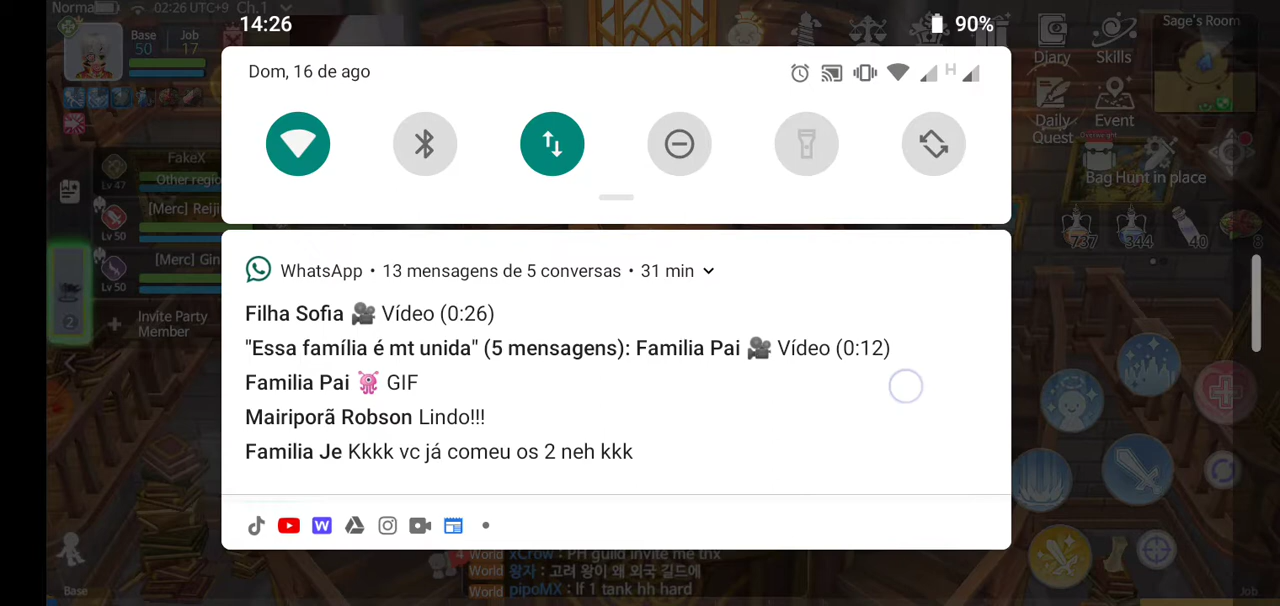 Normal
02:26 UTC+9 Ch.1
14:26
90%
Sage's Room
Base
50
Job
17
Dom, 16 de ago
H
Diary
Skills
Daily
Quest
Event
Overweight
Bag Hunt in place
FakeX
Lv 47
Other regio
[Merc] Reiji
Lv 50
[Merc] Gin
Lv 50
2
Invite Party
Member
737
344
40
8
WhatsApp • 13 mensagens de 5 conversas • 31 min
Filha Sofia 🎥 Vídeo (0:26)
"Essa família é mt unida" (5 mensagens): Familia Pai 🎥 Vídeo (0:12)
Familia Pai 👾 GIF
Mairiporã Robson Lindo!!!
Familia Je Kkkk vc já comeu os 2 neh kkk
W
4
World xCrow : PH guild invite me tnx
World 왕자 : 고려 왕이 왜 외국 길드에
World pipoMX : If 1 tank hh hard
Base
Job